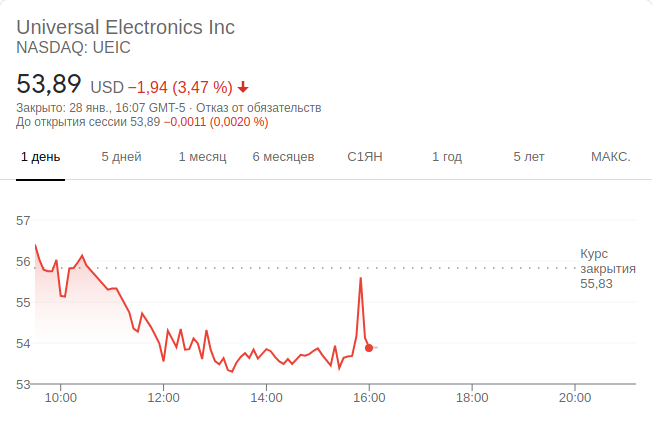 Universal Electronics Inc
NASDAQ: UEIC
53,89 USD −1,94 (3,47 %)
Закрыто: 28 янв., 16:07 GMT-5 · Отказ от обязательств
До открытия сессии 53,89 −0,0011 (0,0020 %)
1 день 5 дней 1 месяц 6 месяцев С1ЯН 1 год 5 лет МАКС.
57
56
55
54
53
Курс
закрытия
55,83
10:00 12:00 14:00 16:00 18:00 20:00